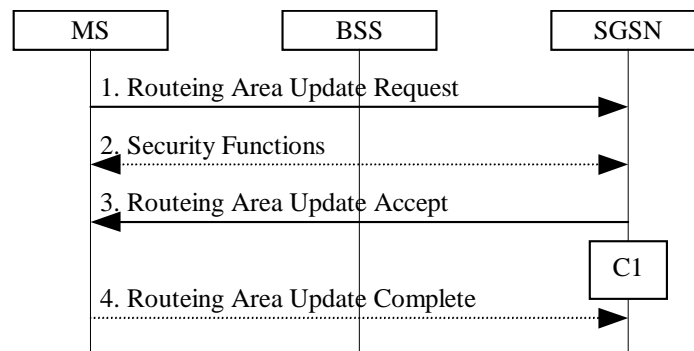 MS
BSS
SGSN
1. Routeing Area Update Request
2. Security Functions
3. Routeing Area Update Accept
C1
4. Routeing Area Update Complete